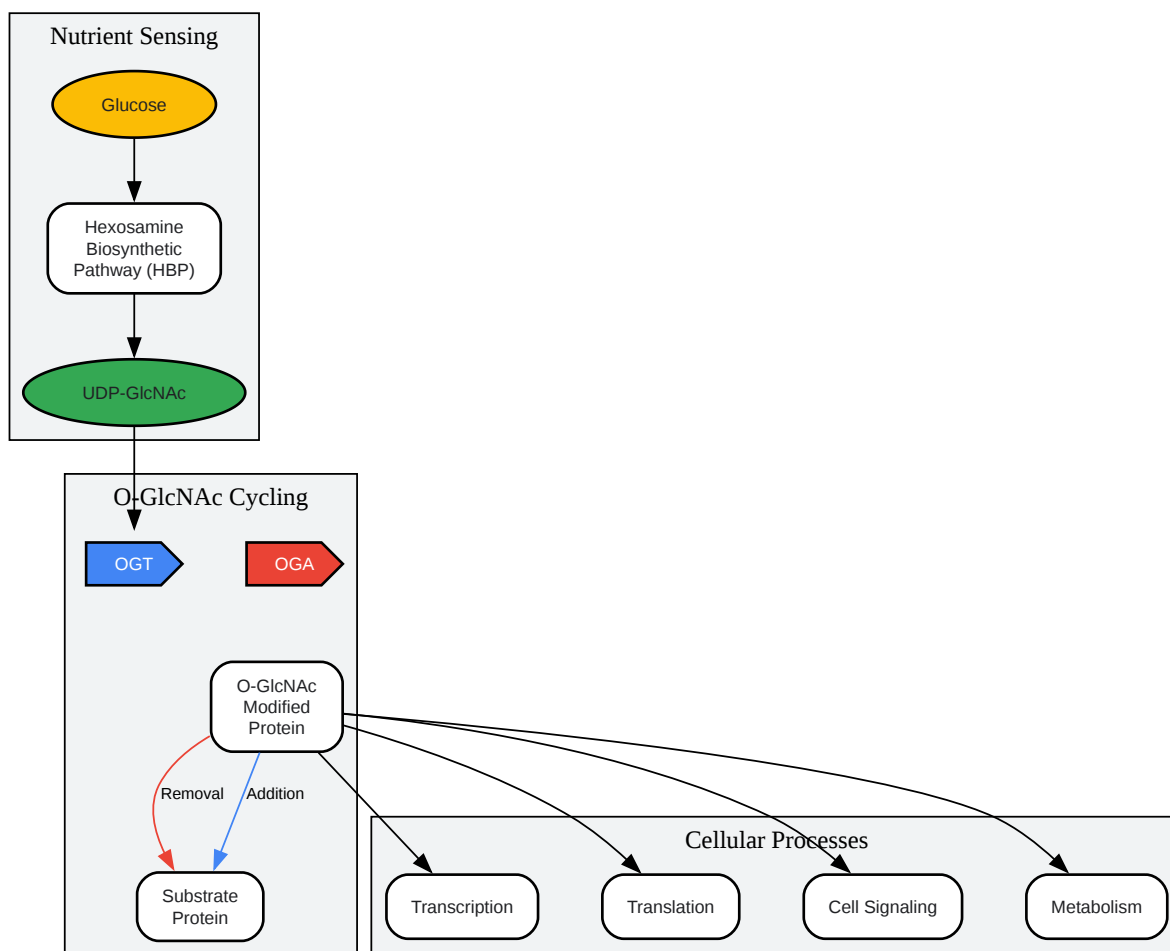 Nutrient Sensing
Glucose
Hexosamine
Biosynthetic
Pathway (HBP)
UDP-GlcNAc
O-GlcNAc Cycling
OGT
OGA
O-GlcNAc
Modified
Protein
Removal
Addition
Substrate
Protein
Cellular Processes
Transcription
Translation
Cell Signaling
Metabolism